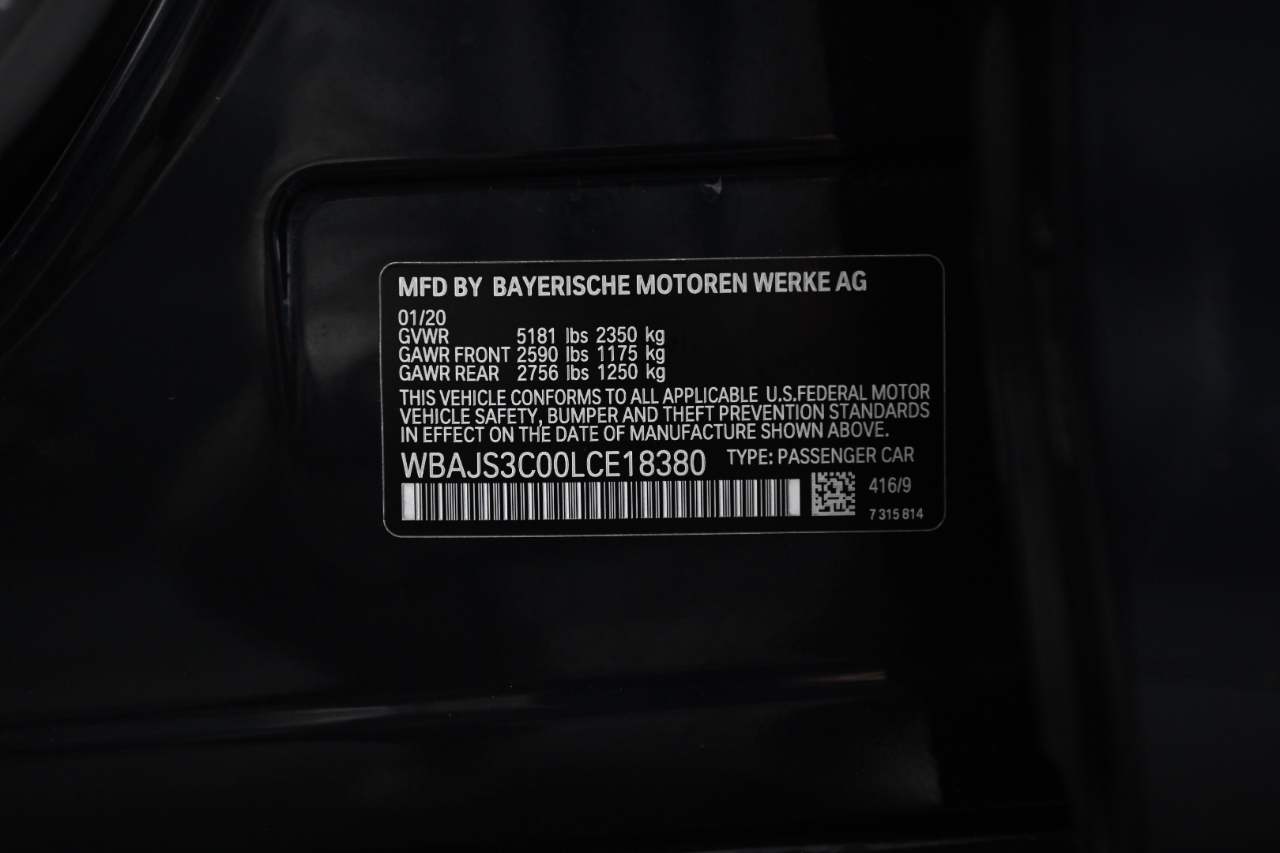 MFD BY BAYERISCHE MOTOREN WERKE AG
01/20
GVWR 5181 lbs 2350 kg
GAWR FRONT 2590 lbs 1175 kg
GAWR REAR 2756 lbs 1250 kg
THIS VEHICLE CONFORMS TO ALL APPLICABLE U.S.FEDERAL MOTOR
VEHICLE SAFETY, BUMPER AND THEFT PREVENTION STANDARDS
IN EFFECT ON THE DATE OF MANUFACTURE SHOWN ABOVE.
WBAJS3C00LCE18380 TYPE: PASSENGER CAR
416/9
7 315 814